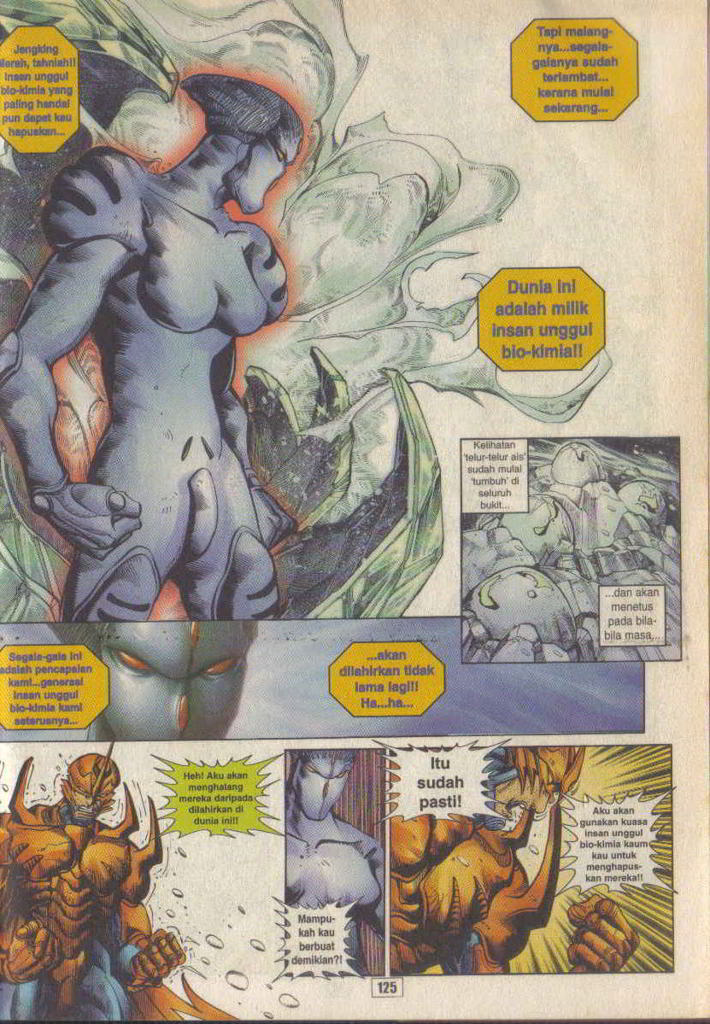 Jengking
Merah, tahniah!!
Insan unggul
bio-kimia yang
paling handal
pun dapat kau
hapuskan...
Tapi malang-
nya...segala-
galanya sudah
terlambat...
kerana mulai
sekarang...
Dunia ini
adalah milik
insan unggul
bio-kimia!!
Kelihatan
'telur-telur ais'
sudah mulai
'tumbuh' di
seluruh
bukit...
...dan akan
menetus
pada bila-
bila masa....
Segala-gala ini
adalah pencapaian
kami...generasi
insan unggul
bio-kimia kami
seterusnya...
...akan
dilahirkan tidak
lama lagi!!
Ha...ha...
Heh! Aku akan
menghalang
mereka daripada
dilahirkan di
dunia ini!!
Mampu-
kah kau
berbuat
demikian?!
Itu
sudah
pasti!
Aku akan
gunakan kuasa
insan unggul
bio-kimia kaum
kau untuk
menghapus-
kan mereka!!
125